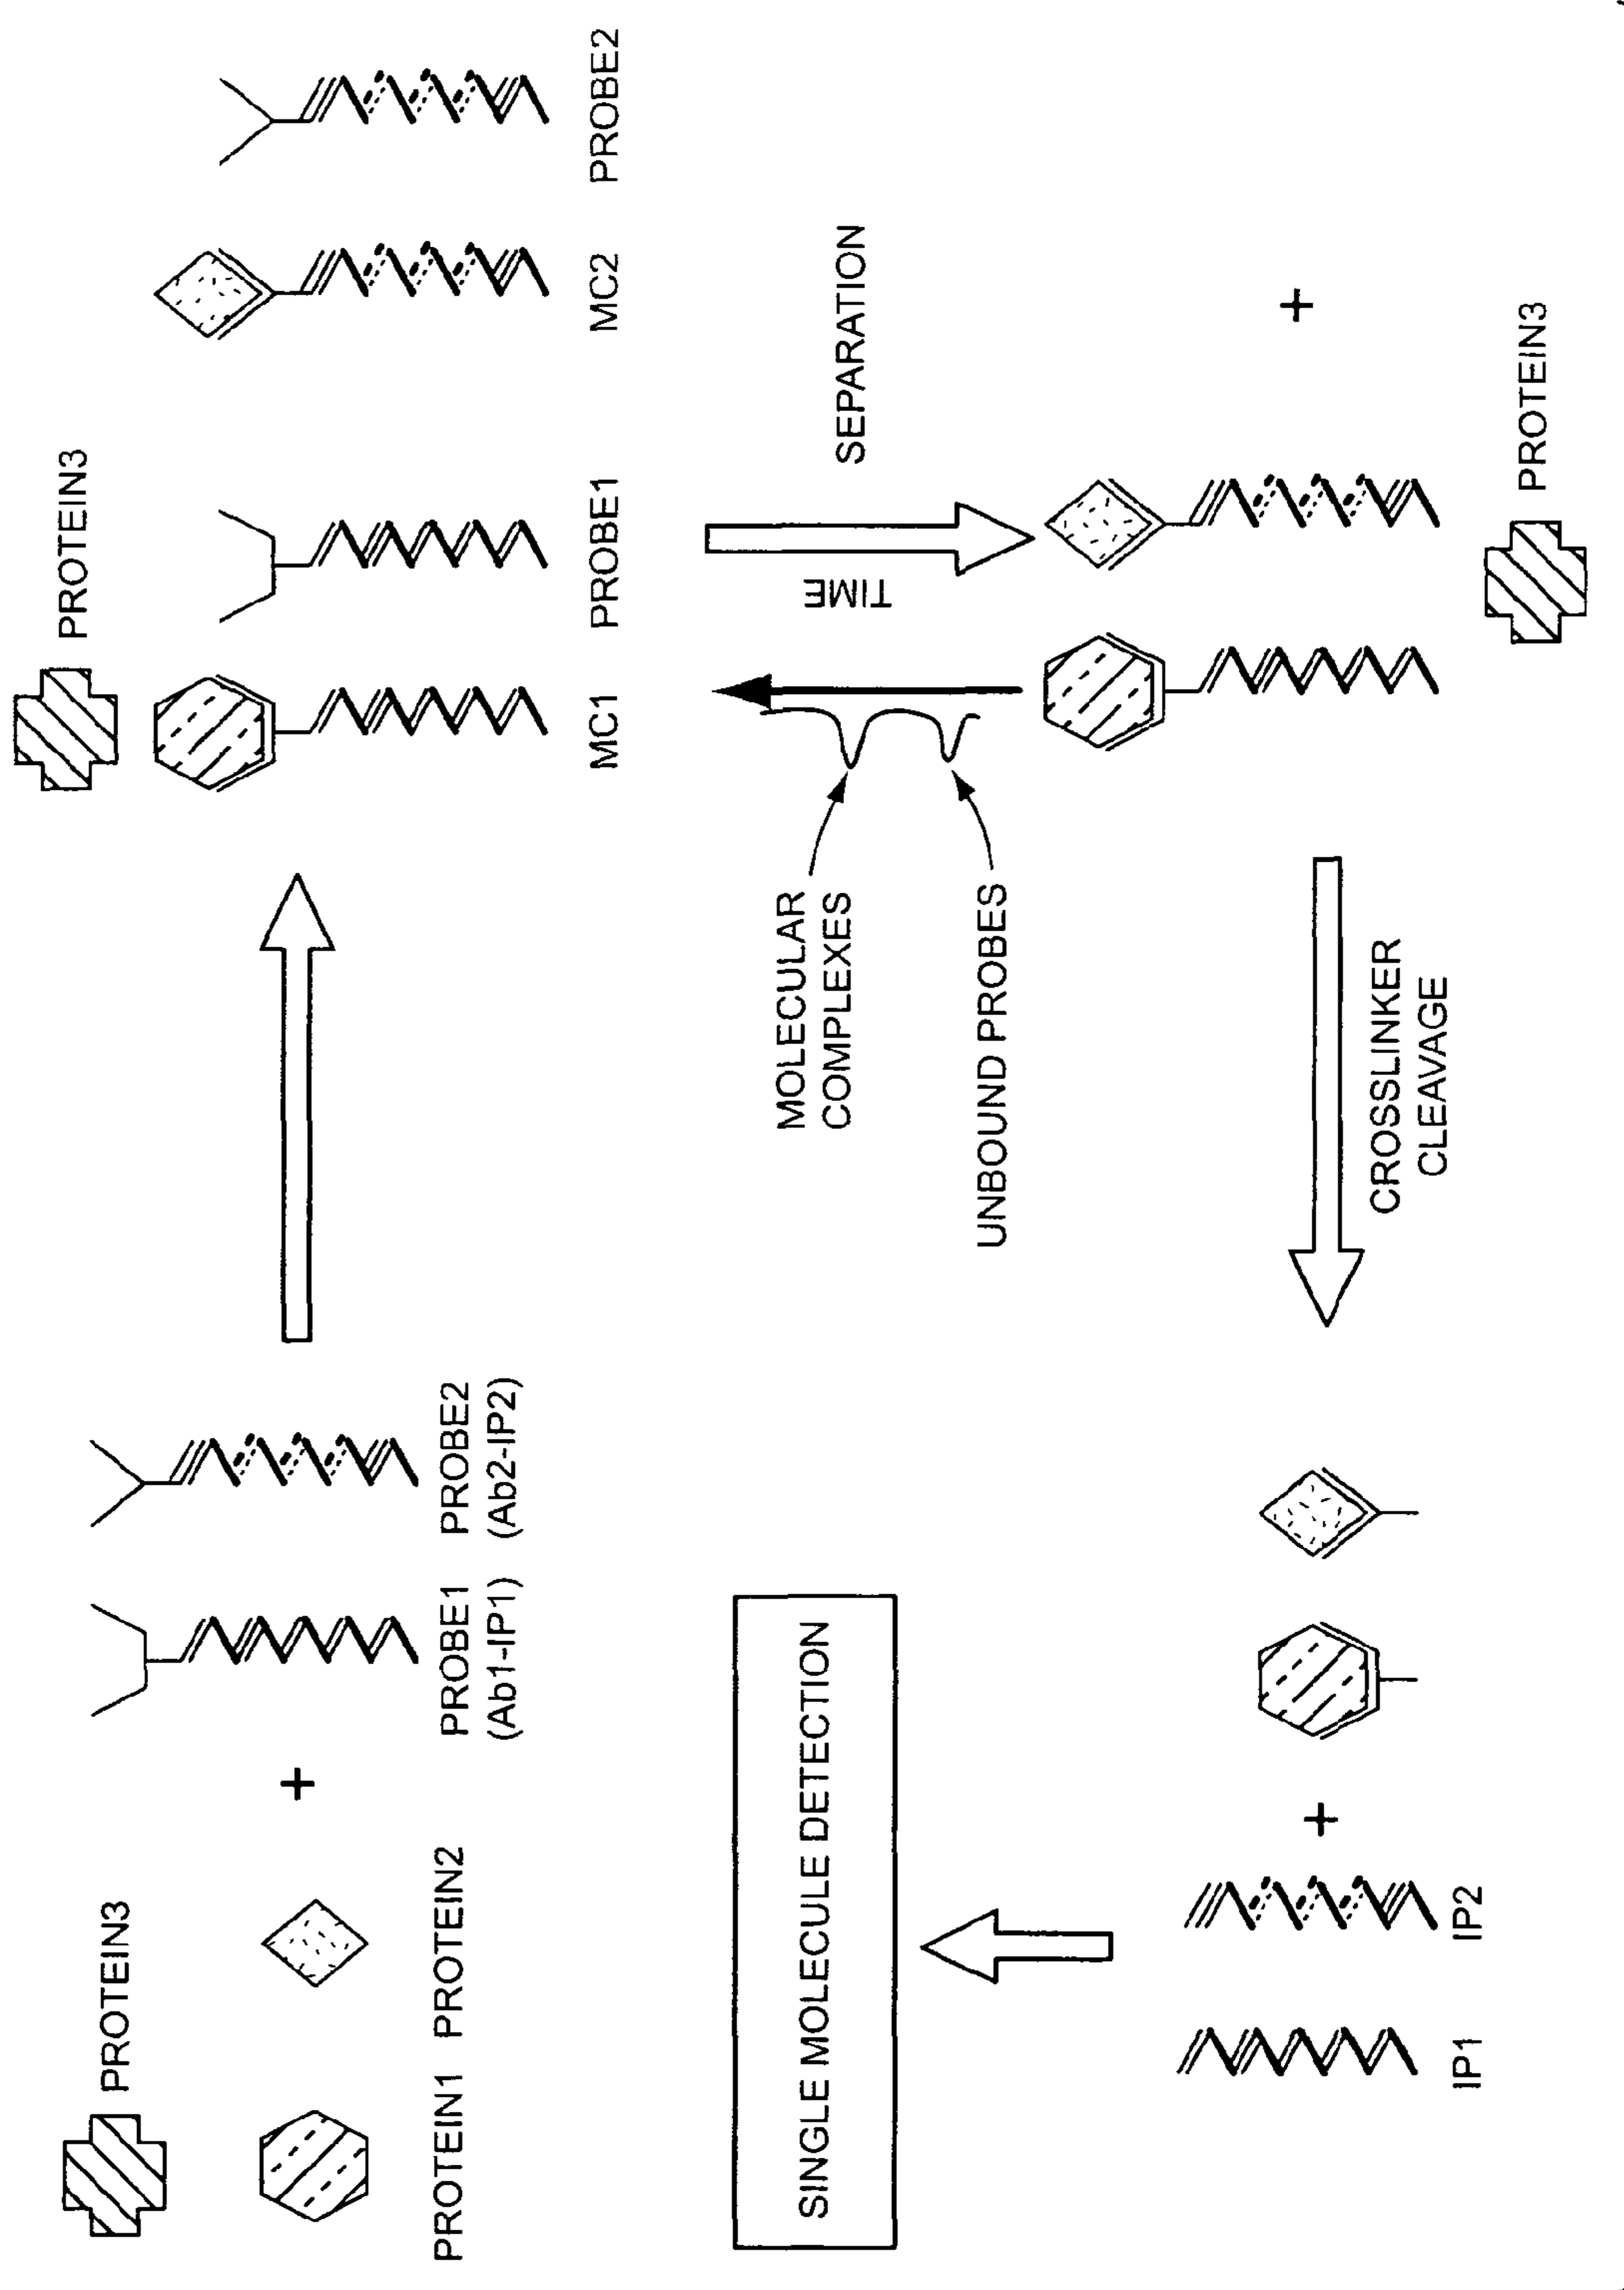 PROTEIN3
PROTEIN1 PROTEIN2
+
PROBE1
(Ab1-IP1)
PROBE2
(Ab2-IP2)
PROTEIN3
MC1
PROBE1
MC2
PROBE2
TIME
SEPARATION
MOLECULAR
COMPLEXES
UNBOUND PROBES
+
PROTEIN3
CROSSLINKER
CLEAVAGE
IP1
IP2
+
SINGLE MOLECULE DETECTION